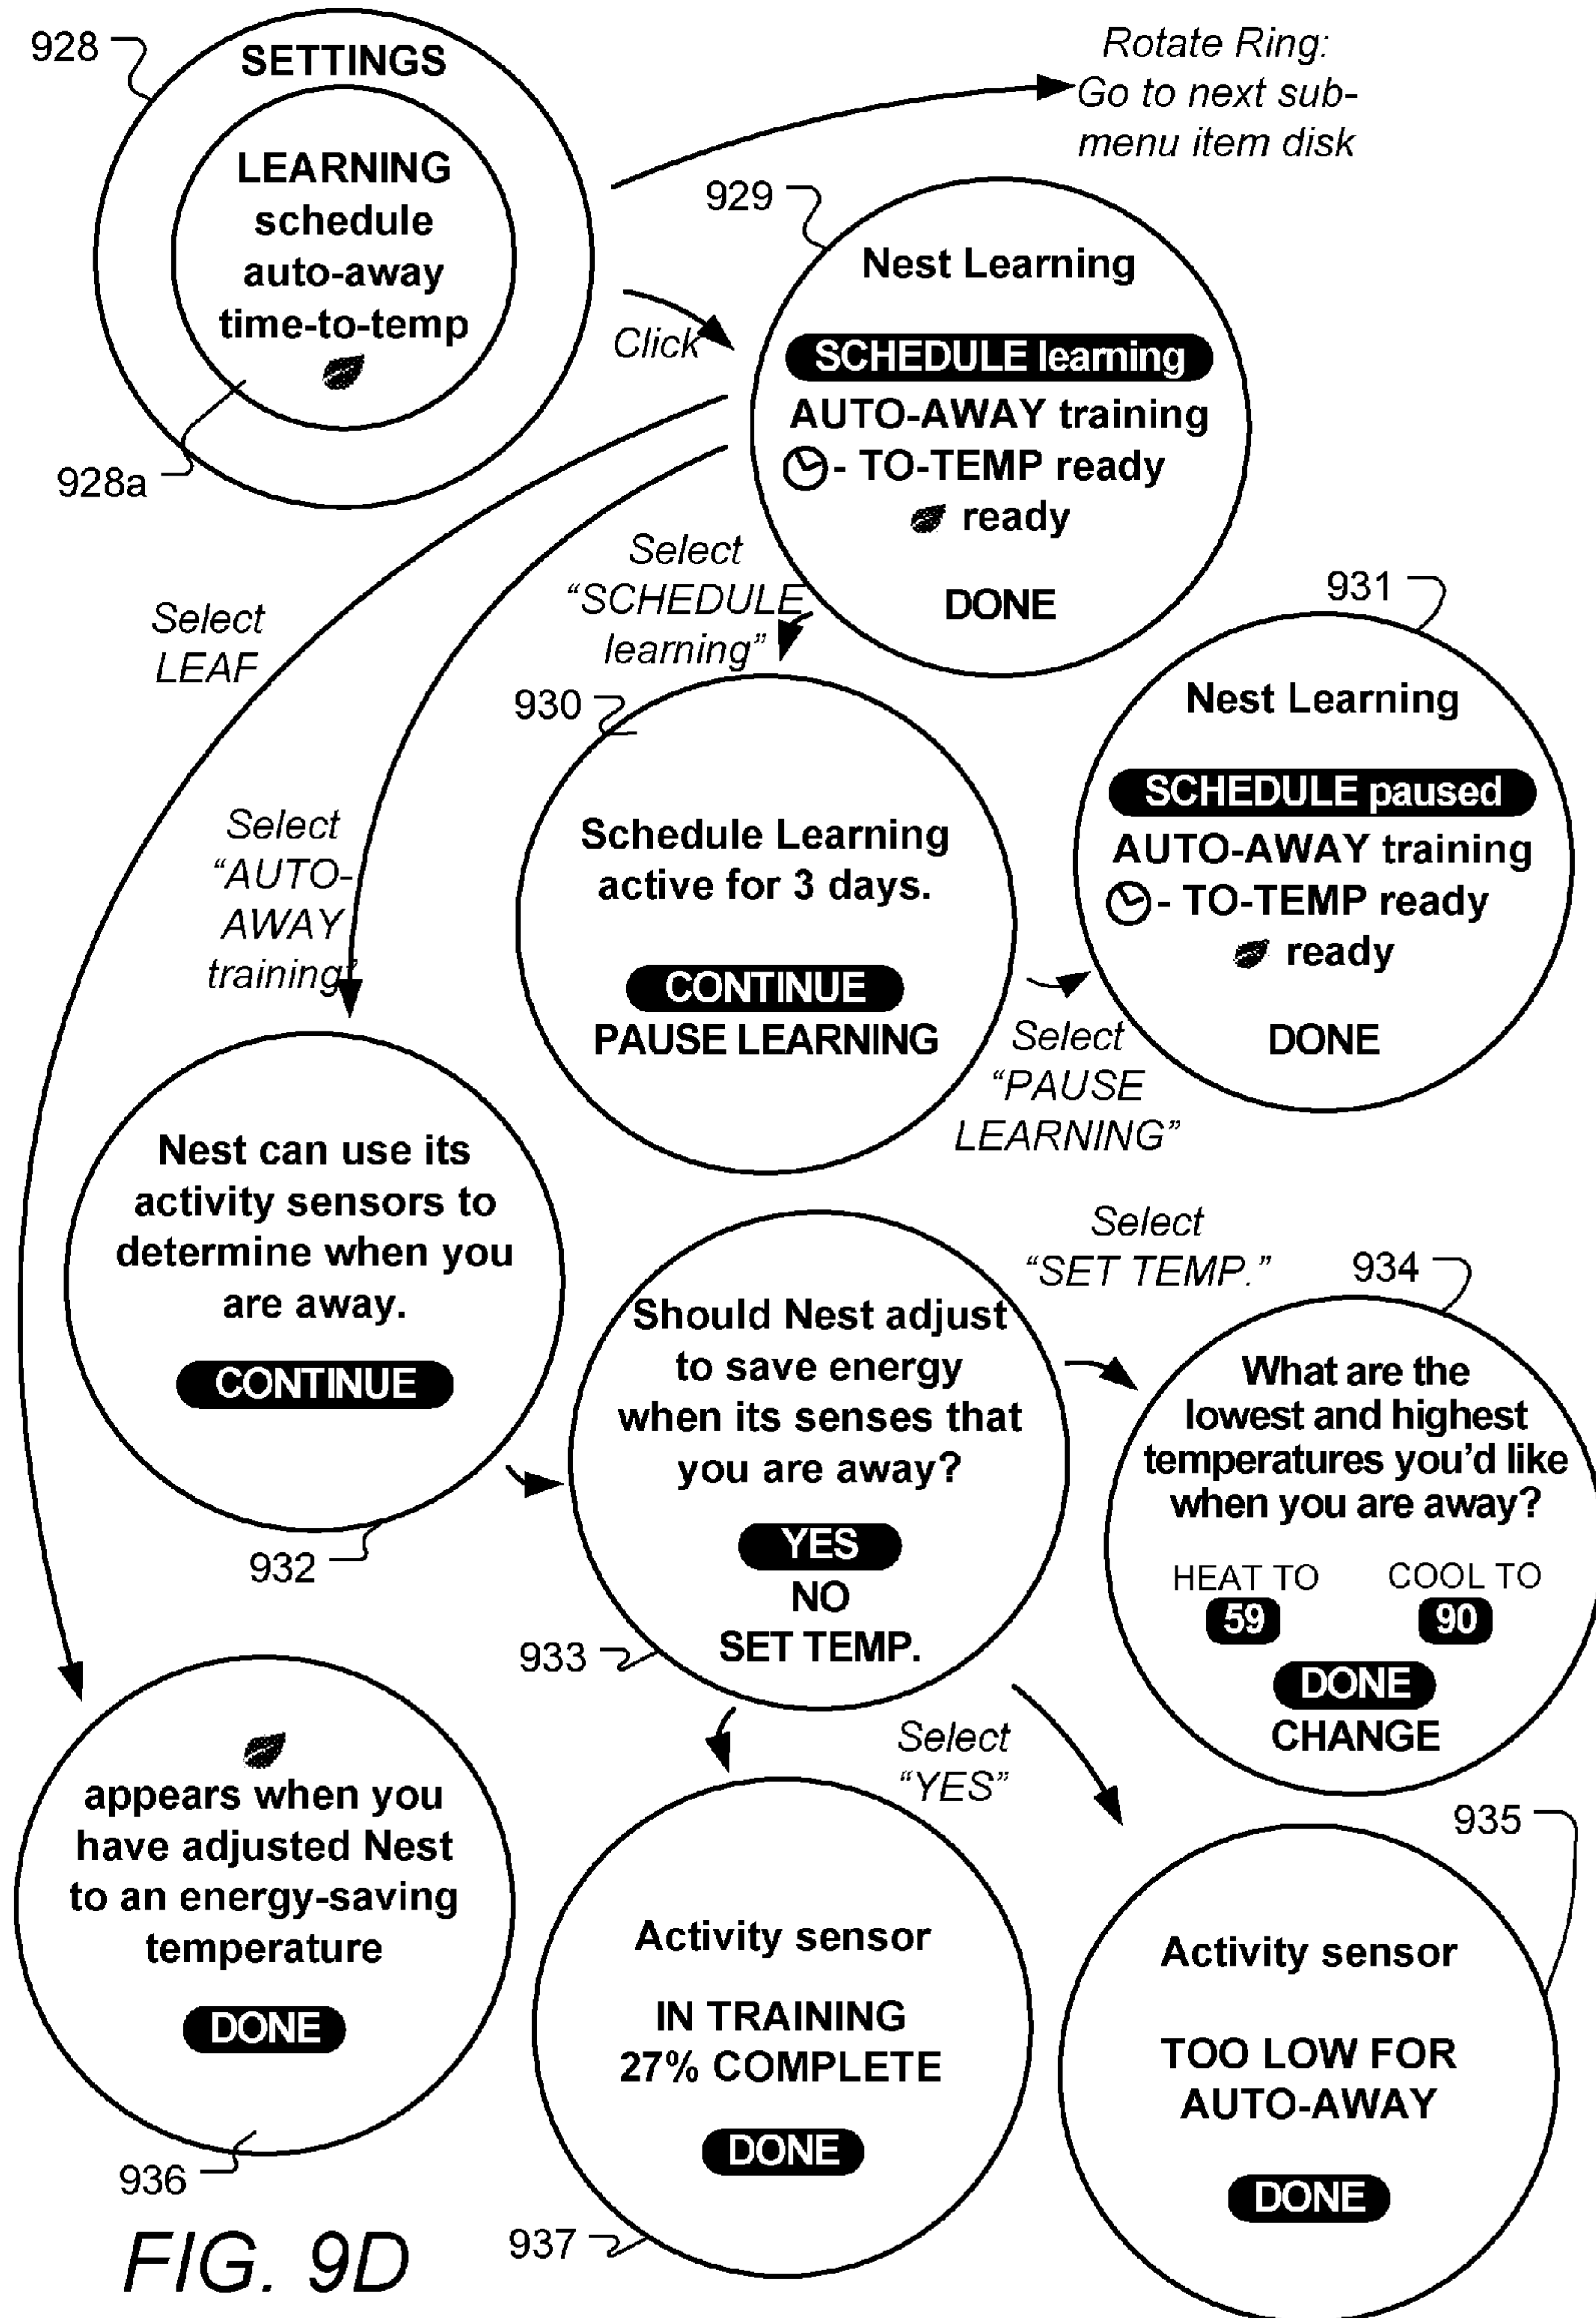 928
SETTINGS
LEARNING
schedule
auto-away
time-to-temp
928a
Rotate Ring:
Go to next sub-
menu item disk
Click
929
Nest Learning
SCHEDULE learning
AUTO-AWAY training
- TO-TEMP ready
ready
DONE
Select
LEAF
Select
“SCHEDULE
learning”
Select
“AUTO-
AWAY
training”
930
Schedule Learning
active for 3 days.
CONTINUE
PAUSE LEARNING
Select
“PAUSE
LEARNING”
931
Nest Learning
SCHEDULE paused
AUTO-AWAY training
- TO-TEMP ready
ready
DONE
Nest can use its
activity sensors to
determine when you
are away.
CONTINUE
932
Should Nest adjust
to save energy
when its senses that
you are away?
YES
NO
SET TEMP.
933
Select
“SET TEMP.”
934
What are the
lowest and highest
temperatures you’d like
when you are away?
HEAT TO COOL TO
59 90
DONE
CHANGE
Select
“YES”
appears when you
have adjusted Nest
to an energy-saving
temperature
DONE
936
Activity sensor
IN TRAINING
27% COMPLETE
DONE
937
935
Activity sensor
TOO LOW FOR
AUTO-AWAY
DONE
FIG. 9D